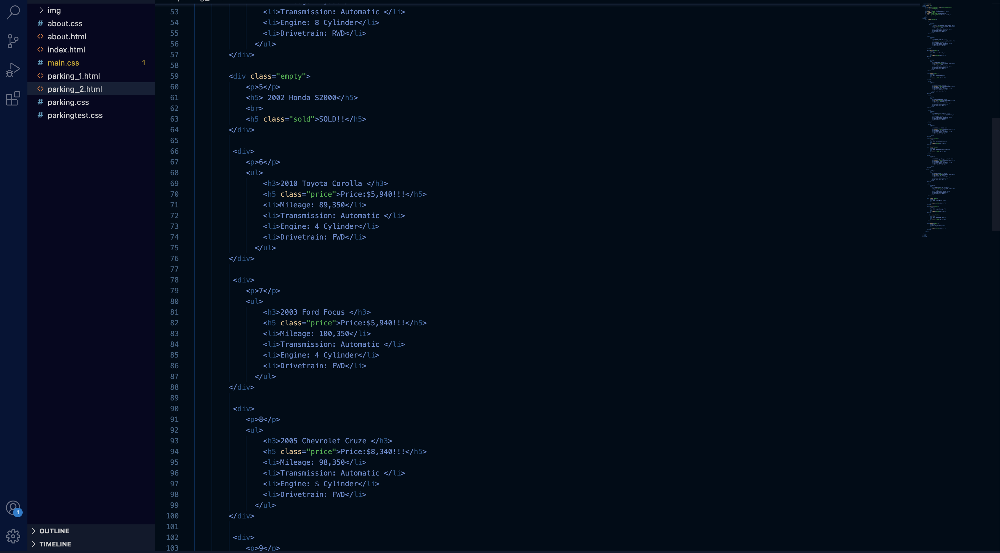 img
# about.css
<> about.html
<> index.html
# main.css 1
<> parking_1.html
<> parking_2.html
# parking.css
# parkingtest.css
1
OUTLINE
TIMELINE
53 <li>Transmission: Automatic </li>
54 <li>Engine: 8 Cylinder</li>
55 <li>Drivetrain: RWD</li>
56 </ul>
57 </div>
58
59 <div class="empty">
60 <p>5</p>
61 <h5> 2002 Honda S2000</h5>
62 <br>
63 <h5 class="sold">SOLD!!</h5>
64 </div>
65
66 <div>
67 <p>6</p>
68 <ul>
69 <h3>2010 Toyota Corolla </h3>
70 <h5 class="price">Price:$5,940!!!</h5>
71 <li>Mileage: 89,350</li>
72 <li>Transmission: Automatic </li>
73 <li>Engine: 4 Cylinder</li>
74 <li>Drivetrain: FWD</li>
75 </ul>
76 </div>
77
78 <div>
79 <p>7</p>
80 <ul>
81 <h3>2003 Ford Focus </h3>
82 <h5 class="price">Price:$5,940!!!</h5>
83 <li>Mileage: 100,350</li>
84 <li>Transmission: Automatic </li>
85 <li>Engine: 4 Cylinder</li>
86 <li>Drivetrain: FWD</li>
87 </ul>
88 </div>
89
90 <div>
91 <p>8</p>
92 <ul>
93 <h3>2005 Chevrolet Cruze </h3>
94 <h5 class="price">Price:$8,340!!!</h5>
95 <li>Mileage: 98,350</li>
96 <li>Transmission: Automatic </li>
97 <li>Engine: $ Cylinder</li>
98 <li>Drivetrain: FWD</li>
99 </ul>
100 </div>
101
102 <div>
103 <p>9</p>